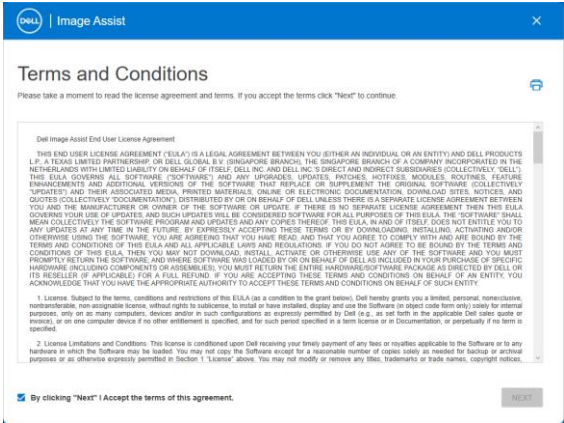 DELL | Image Assist
Terms and Conditions
Please take a moment to read the license agreement and terms. If you accept the terms click "Next" to continue.
Dell Image Assist End User License Agreement
THIS END USER LICENSE AGREEMENT ("EULA") IS A LEGAL AGREEMENT BETWEEN YOU (EITHER AN INDIVIDUAL OR AN ENTITY) AND DELL PRODUCTS
L.P., A TEXAS LIMITED PARTNERSHIP, OR DELL GLOBAL B.V. (SINGAPORE BRANCH), THE SINGAPORE BRANCH OF A COMPANY INCORPORATED IN THE
NETHERLANDS WITH LIMITED LIABILITY ON BEHALF OF ITSELF, DELL INC. AND DELL INC.'S DIRECT AND INDIRECT SUBSIDIARIES (COLLECTIVELY, "DELL").
THIS EULA GOVERNS ALL SOFTWARE ("SOFTWARE") AND ANY UPGRADES, UPDATES, PATCHES, HOTFIXES, MODULES, ROUTINES, FEATURE
ENHANCEMENTS AND ADDITIONAL VERSIONS OF THE SOFTWARE THAT REPLACE OR SUPPLEMENT THE ORIGINAL SOFTWARE (COLLECTIVELY
"UPDATES") AND THEIR ASSOCIATED MEDIA, PRINTED MATERIALS, ONLINE OR ELECTRONIC DOCUMENTATION, DOWNLOAD SITES, NOTICES, AND
QUOTES (COLLECTIVELY "DOCUMENTATION"), DISTRIBUTED BY OR ON BEHALF OF DELL UNLESS THERE IS A SEPARATE LICENSE AGREEMENT BETWEEN
YOU AND THE MANUFACTURER OR OWNER OF THE SOFTWARE OR UPDATE. IF THERE IS NO SEPARATE LICENSE AGREEMENT THEN THIS EULA
GOVERNS YOUR USE OF UPDATES, AND SUCH UPDATES WILL BE CONSIDERED SOFTWARE FOR ALL PURPOSES OF THIS EULA. THE "SOFTWARE" SHALL
MEAN COLLECTIVELY THE SOFTWARE PROGRAM AND UPDATES AND ANY COPIES THEREOF. THIS EULA, IN AND OF ITSELF, DOES NOT ENTITLE YOU TO
ANY UPDATES AT ANY TIME IN THE FUTURE. BY EXPRESSLY ACCEPTING THESE TERMS OR BY DOWNLOADING, INSTALLING, ACTIVATING AND/OR
OTHERWISE USING THE SOFTWARE, YOU ARE AGREEING THAT YOU HAVE READ, AND THAT YOU AGREE TO COMPLY WITH AND ARE BOUND BY THE
TERMS AND CONDITIONS OF THIS EULA AND ALL APPLICABLE LAWS AND REGULATIONS. IF YOU DO NOT AGREE TO BE BOUND BY THE TERMS AND
CONDITIONS OF THIS EULA, THEN YOU MAY NOT DOWNLOAD, INSTALL, ACTIVATE OR OTHERWISE USE ANY OF THE SOFTWARE AND YOU MUST
PROMPTLY RETURN THE SOFTWARE; AND WHERE SOFTWARE WAS LOADED BY OR ON BEHALF OF DELL AS INCLUDED IN YOUR PURCHASE OF SPECIFIC
HARDWARE (INCLUDING COMPONENTS OR ASSEMBLIES), YOU MUST RETURN THE ENTIRE HARDWARE/SOFTWARE PACKAGE AS DIRECTED BY DELL OR
ITS RESELLER (IF APPLICABLE) FOR A FULL REFUND. IF YOU ARE ACCEPTING THESE TERMS AND CONDITIONS ON BEHALF OF AN ENTITY, YOU
ACKNOWLEDGE THAT YOU HAVE THE APPROPRIATE AUTHORITY TO ACCEPT THESE TERMS AND CONDITIONS ON BEHALF OF SUCH ENTITY.
1. License. Subject to the terms, conditions and restrictions of this EULA (as a condition to the grant below), Dell hereby grants you a limited, personal, nonexclusive,
nontransferable, non-assignable license, without rights to sublicense, to install or have installed, display and use the Software (in object code form only) solely for internal
purposes, only on as many computers, devices and/or in such configurations as expressly permitted by Dell (e.g., as set forth in the applicable Dell sales quote or
invoice), or on one computer device if no other entitlement is specified, and for such period specified in a term license or in Documentation, or perpetually if no term is
specified.
2. License Limitations and Conditions. This license is conditioned upon Dell receiving your timely payment of any fees or royalties applicable to the Software or to any
hardware in which the Software may be loaded. You may not copy the Software except for a reasonable number of copies solely as needed for backup or archival
purposes or as otherwise expressly permitted in Section 1 "License" above. You may not modify or remove any titles, trademarks or trade names, copyright notices,
By clicking "Next" I Accept the terms of this agreement.
NEXT